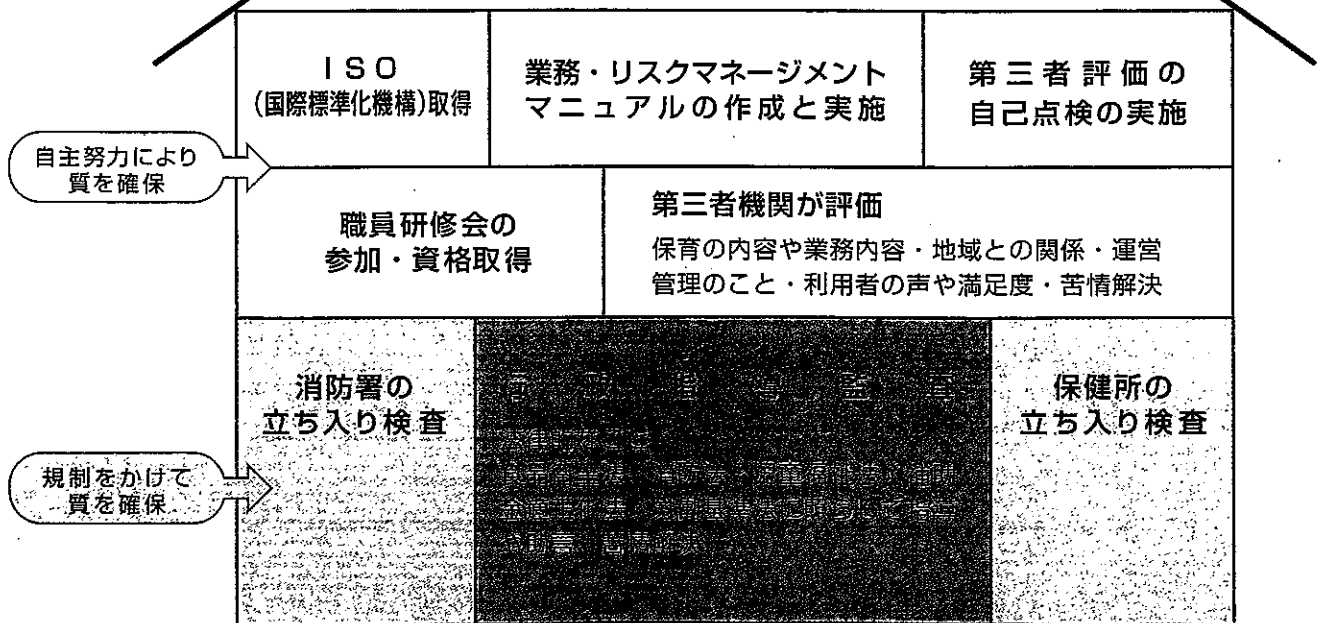 ISO
(国際標準化機構)取得
業務・リスクマネージメント
マニュアルの作成と実施
第三者評価の
自己点検の実施
自主努力により
質を確保
職員研修会の
参加・資格取得
第三者機関が評価
保育の内容や業務内容・地域との関係・運営
管理のこと・利用者の声や満足度・苦情解決
消防署の
立ち入り検査
保健所の
立ち入り検査
規制をかけて
質を確保